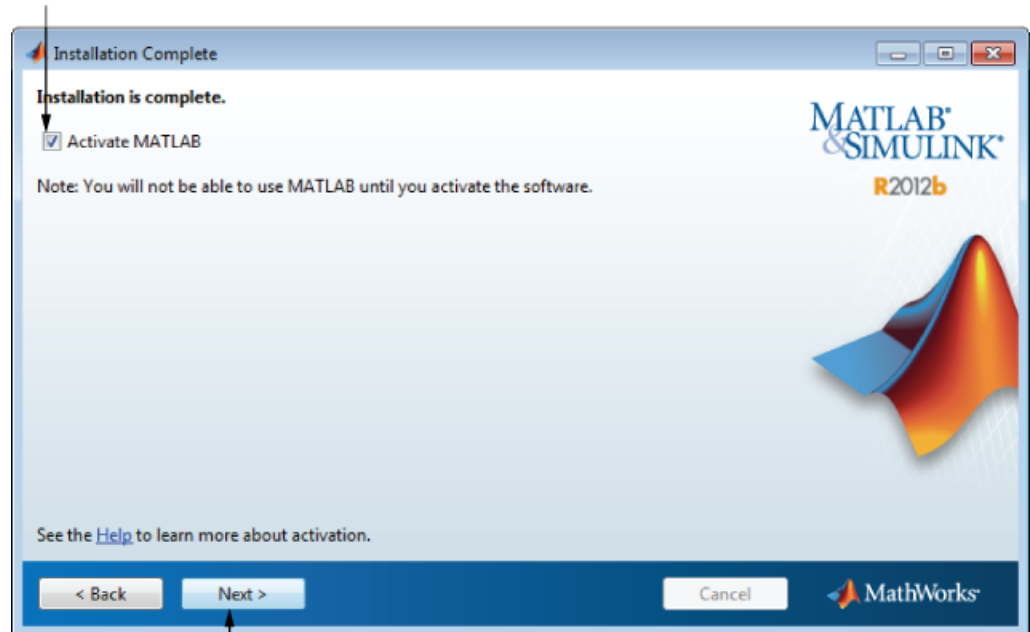 Installation Complete
Installation is complete.
Activate MATLAB
Note: You will not be able to use MATLAB until you activate the software.
MATLAB®
&SIMULINK®
R2012b
See the Help to learn more about activation.
< Back
Next >
Cancel
MathWorks®